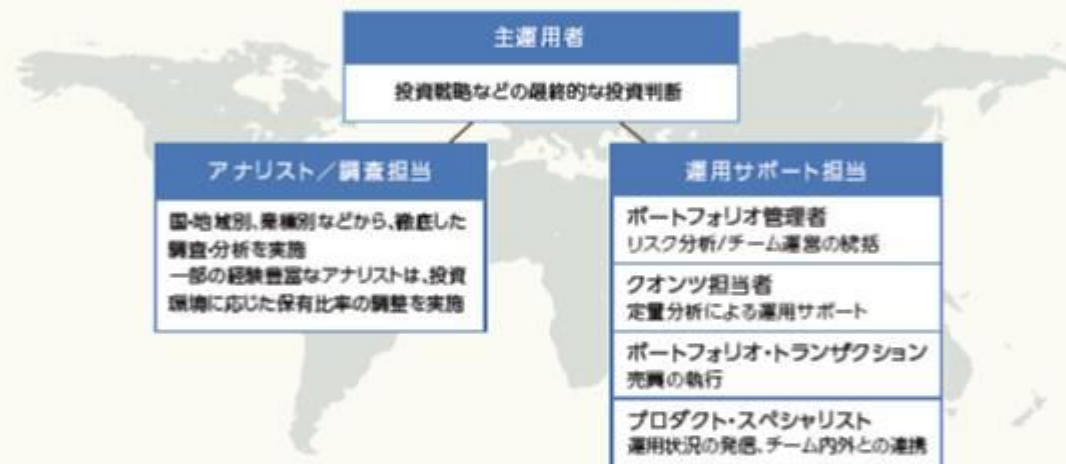 主運用者
投資戦略などの最終的な投資判断
アナリスト／調査担当
国・地域別、業種別などから、徹底した
調査・分析を実施
一部の経験豊富なアナリストは、投資
環境に応じた保有比率の調整を実施
運用サポート担当
ポートフォリオ管理者
リスク分析/チーム運営の統括
クオンツ担当者
定量分析による運用サポート
ポートフォリオ・トランザクション
売買の執行
プロダクト・スペシャリスト
運用状況の発信、チーム内外との連携